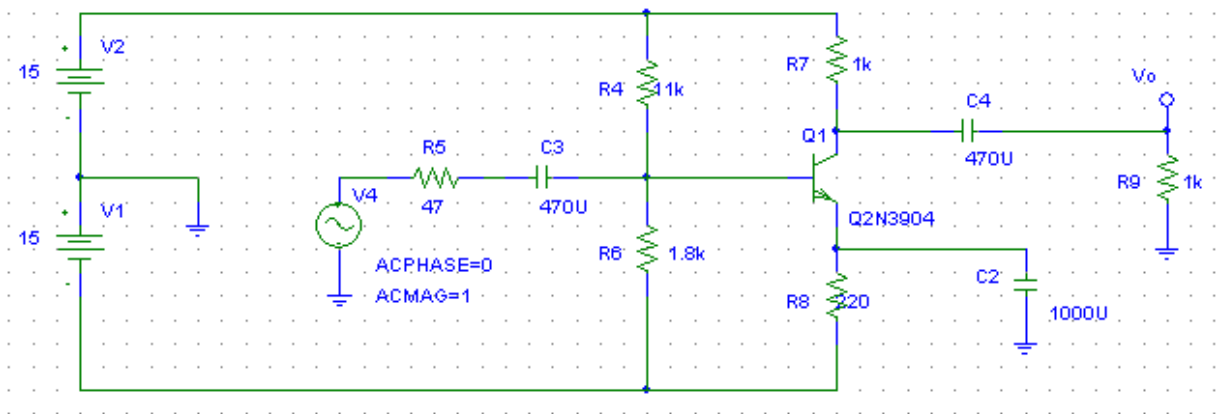 V2
15
R7
1k
R4
11k
Vo
C4
Q1
470U
R5
C3
R9
1k
V4
47
470U
V1
15
Q2N3904
R6
1.8k
ACPHASE=0
C2
ACMAG=1
R8
220
1000U